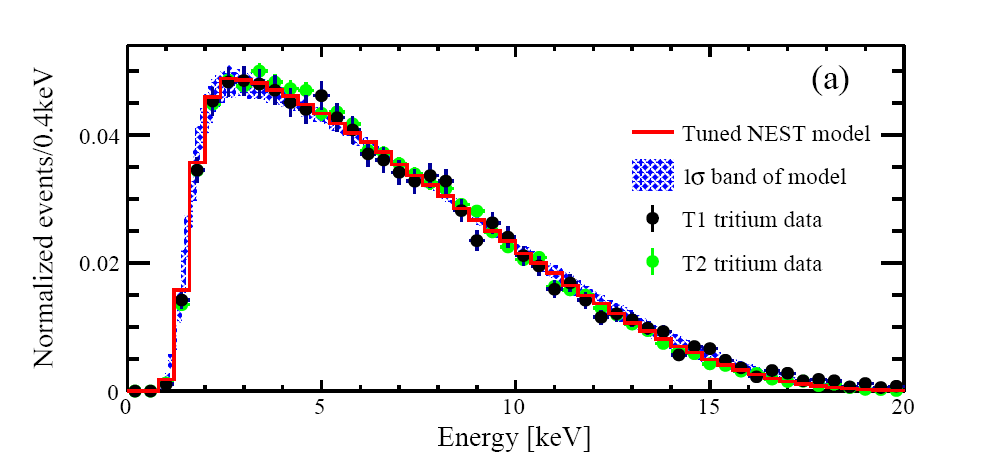 (a)
Normalized events/0.4keV
0.04
0.02
0
Tuned NEST model
1σ band of model
T1 tritium data
T2 tritium data
0 5 10 15 20
Energy [keV]